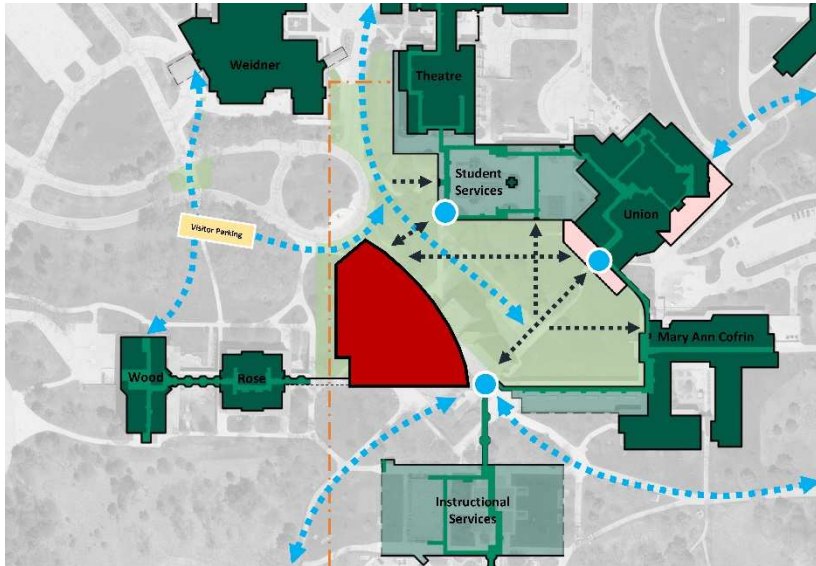 Weidner
Theatre
Student
Services
Union
Visitor Parking
Wood
Rose
Mary Ann Cofrin
Instructional
Services